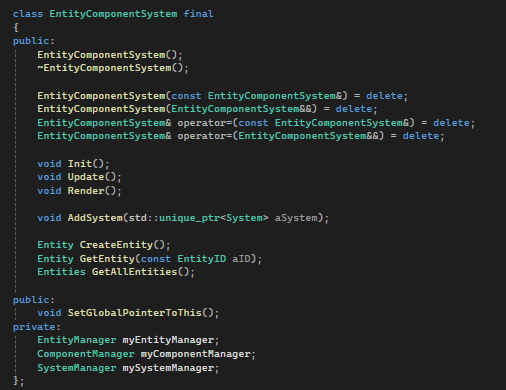 class EntityComponentSystem final
{
public:
    EntityComponentSystem();
    ~EntityComponentSystem();
    EntityComponentSystem(const EntityComponentSystem&) = delete;
    EntityComponentSystem(EntityComponentSystem&&) = delete;
    EntityComponentSystem& operator=(const EntityComponentSystem&) = delete;
    EntityComponentSystem& operator=(EntityComponentSystem&&) = delete;
    void Init();
    void Update();
    void Render();
    void AddSystem(std::unique_ptr<System> aSystem);
    Entity CreateEntity();
    Entity GetEntity(const EntityID aID);
    Entities GetAllEntities();
public:
    void SetGlobalPointerToThis();
private:
    EntityManager myEntityManager;
    ComponentManager myComponentManager;
    SystemManager mySystemManager;
};